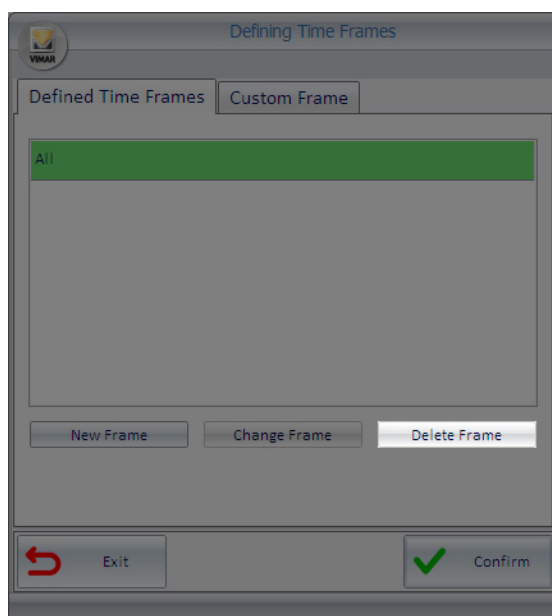 Defining Time Frames
VIMAR
Defined Time Frames Custom Frame
All
New Frame Change Frame Delete Frame
Exit Confirm